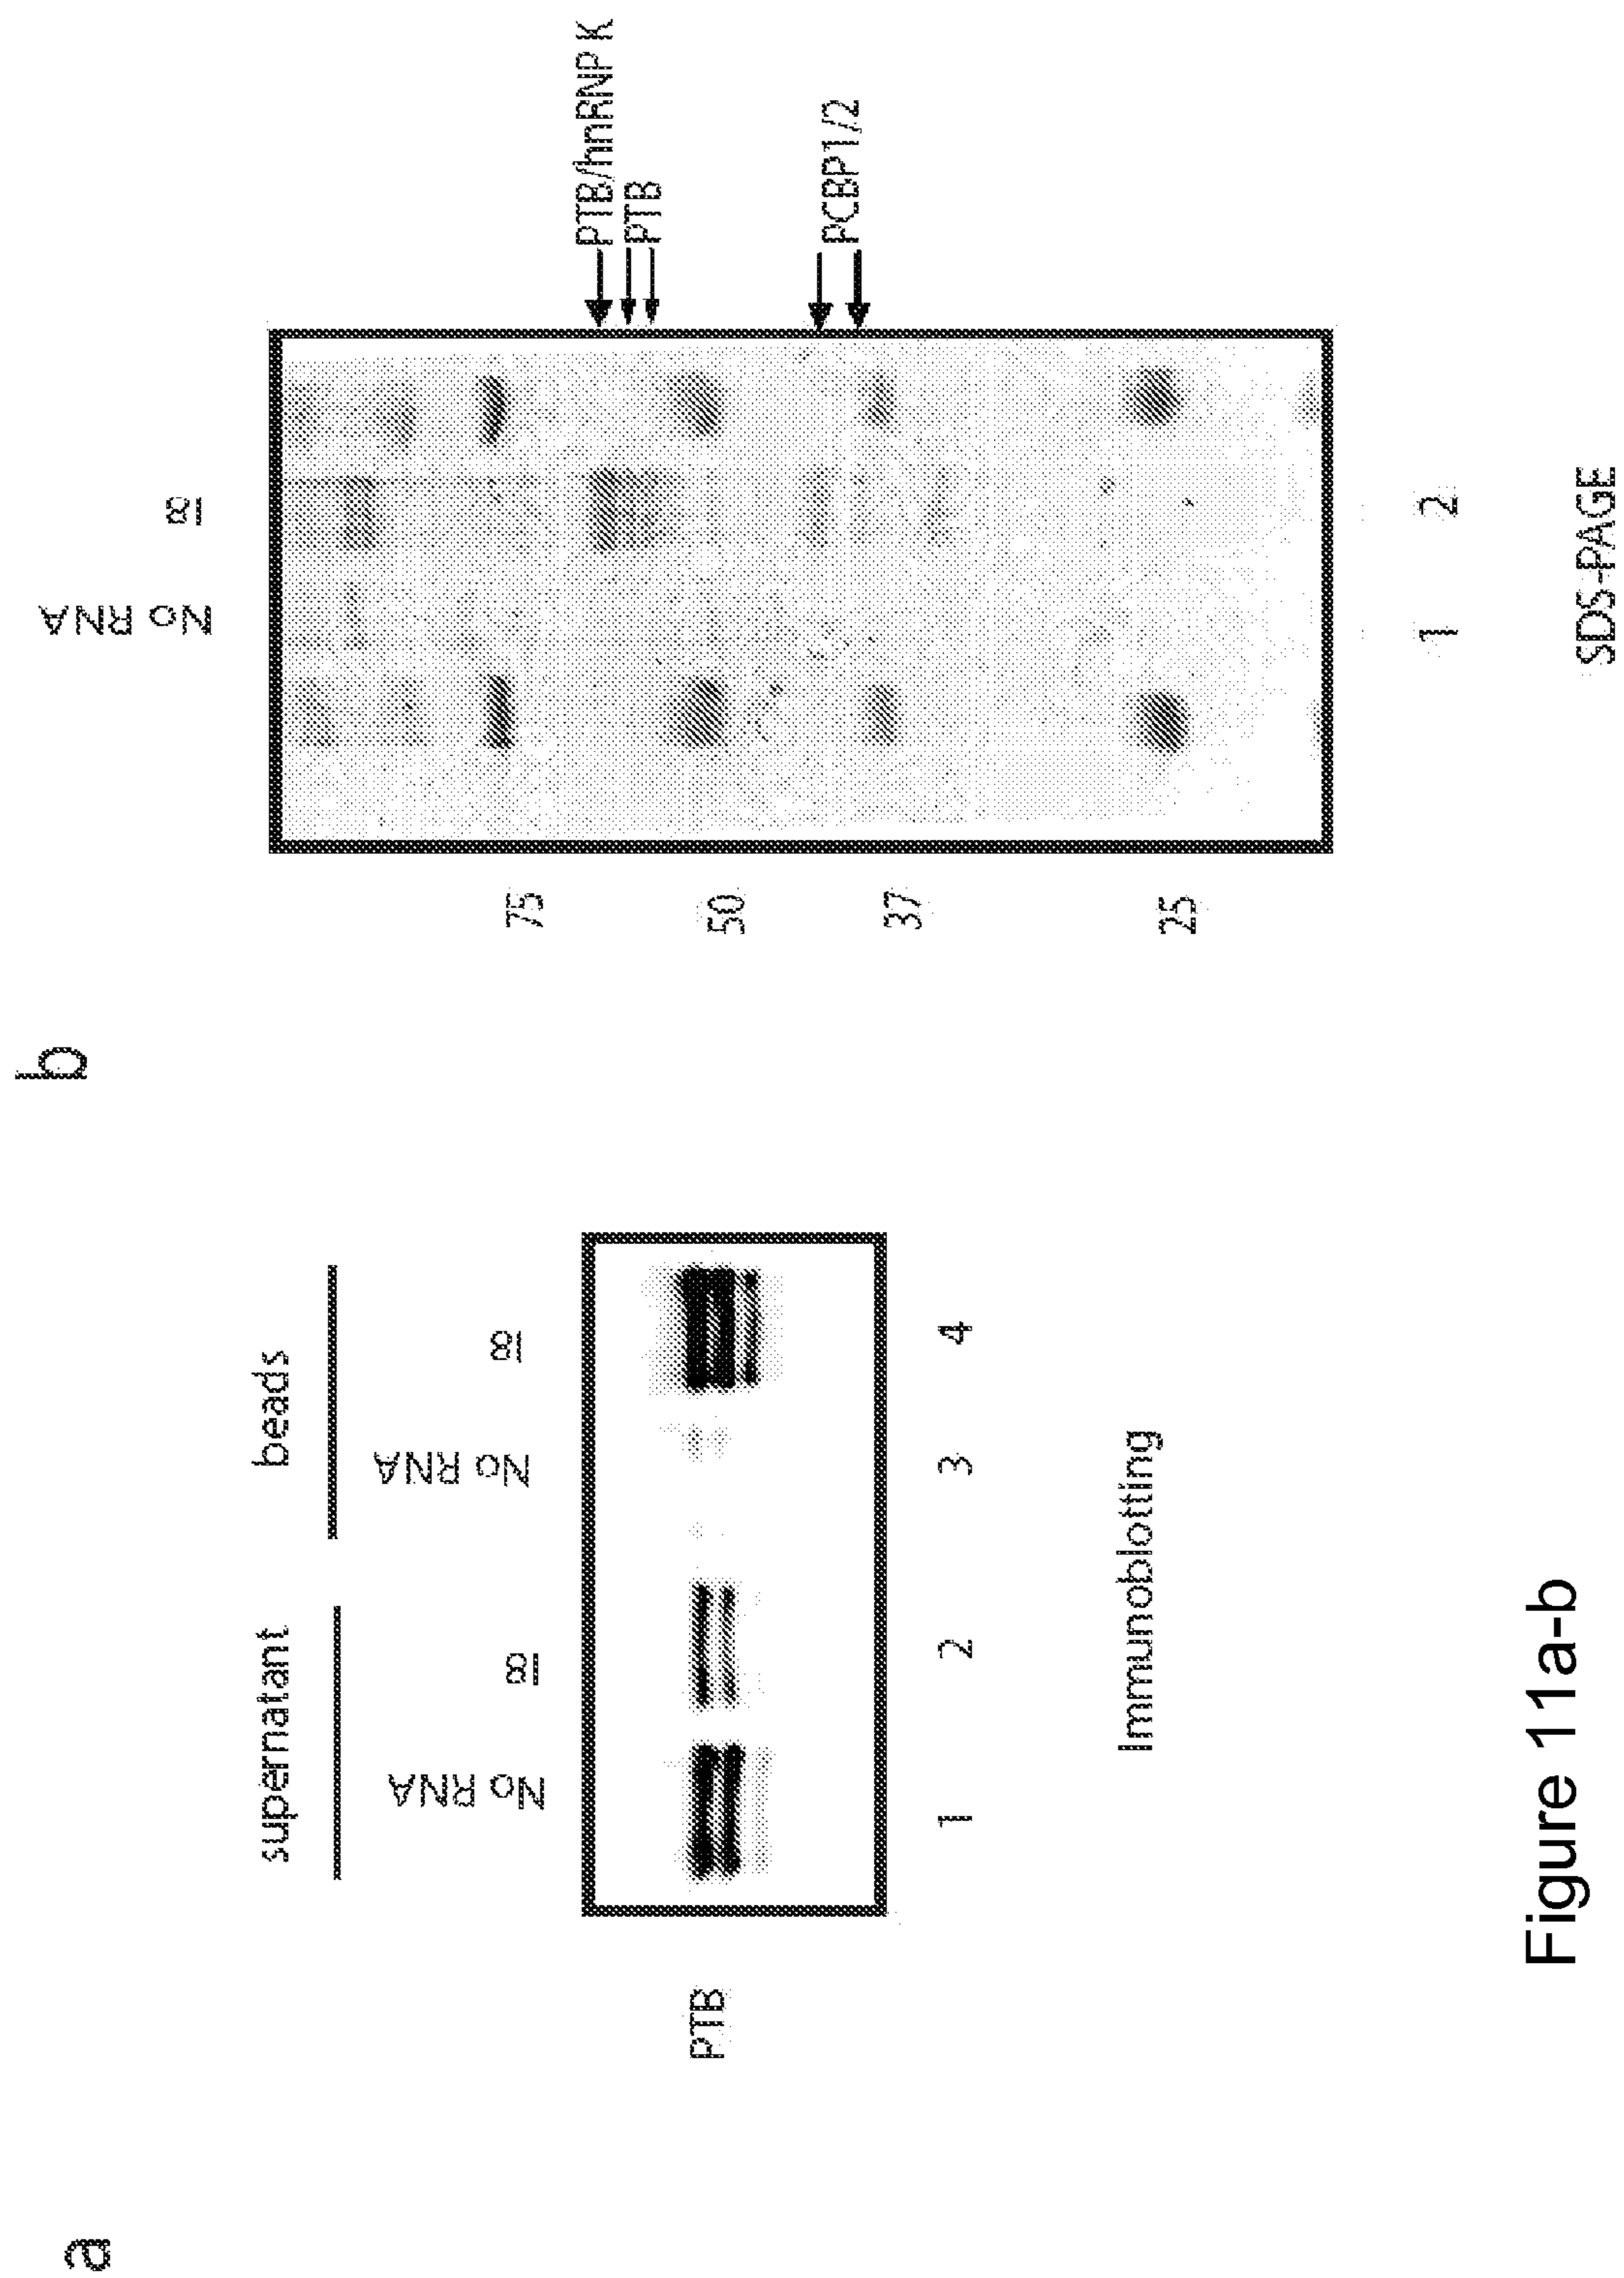 a
supernatant
beads
No RNA
I8
No RNA
I8
PTB
1
2
3
4
Immunoblotting
b
No RNA
I8
75
50
37
25
PTB/hnRNP K
PTB
PCBP1/2
1
2
SDS-PAGE
Figure 11a-b